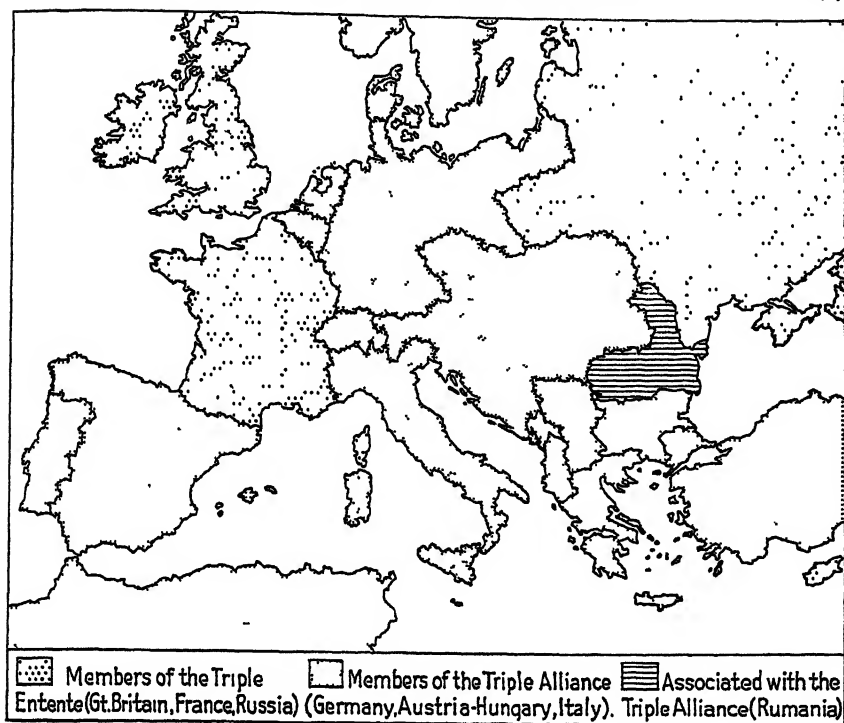 Members of the Triple Entente (Gt. Britain, France, Russia)
Members of the Triple Alliance (Germany, Austria-Hungary, Italy).
Associated with the Triple Alliance (Rumania)